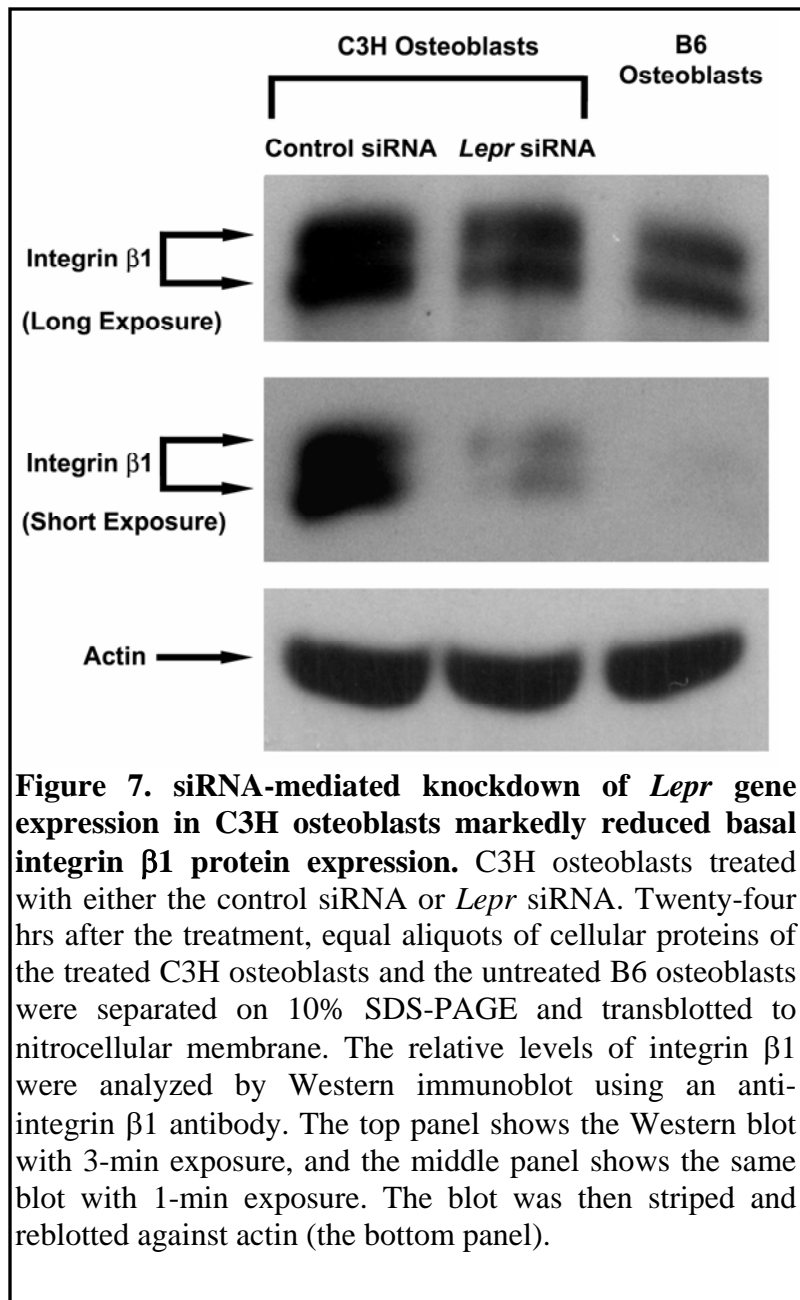 C3H Osteoblasts
B6
Osteoblasts
Control siRNA Lepr siRNA
Integrin β1
(Long Exposure)
Integrin β1
(Short Exposure)
Actin
Figure 7. siRNA-mediated knockdown of Lepr gene
expression in C3H osteoblasts markedly reduced basal
integrin β1 protein expression. C3H osteoblasts treated
with either the control siRNA or Lepr siRNA. Twenty-four
hrs after the treatment, equal aliquots of cellular proteins of
the treated C3H osteoblasts and the untreated B6 osteoblasts
were separated on 10% SDS-PAGE and transblotted to
nitrocellular membrane. The relative levels of integrin β1
were analyzed by Western immunoblot using an anti-
integrin β1 antibody. The top panel shows the Western blot
with 3-min exposure, and the middle panel shows the same
blot with 1-min exposure. The blot was then striped and
reblotted against actin (the bottom panel).